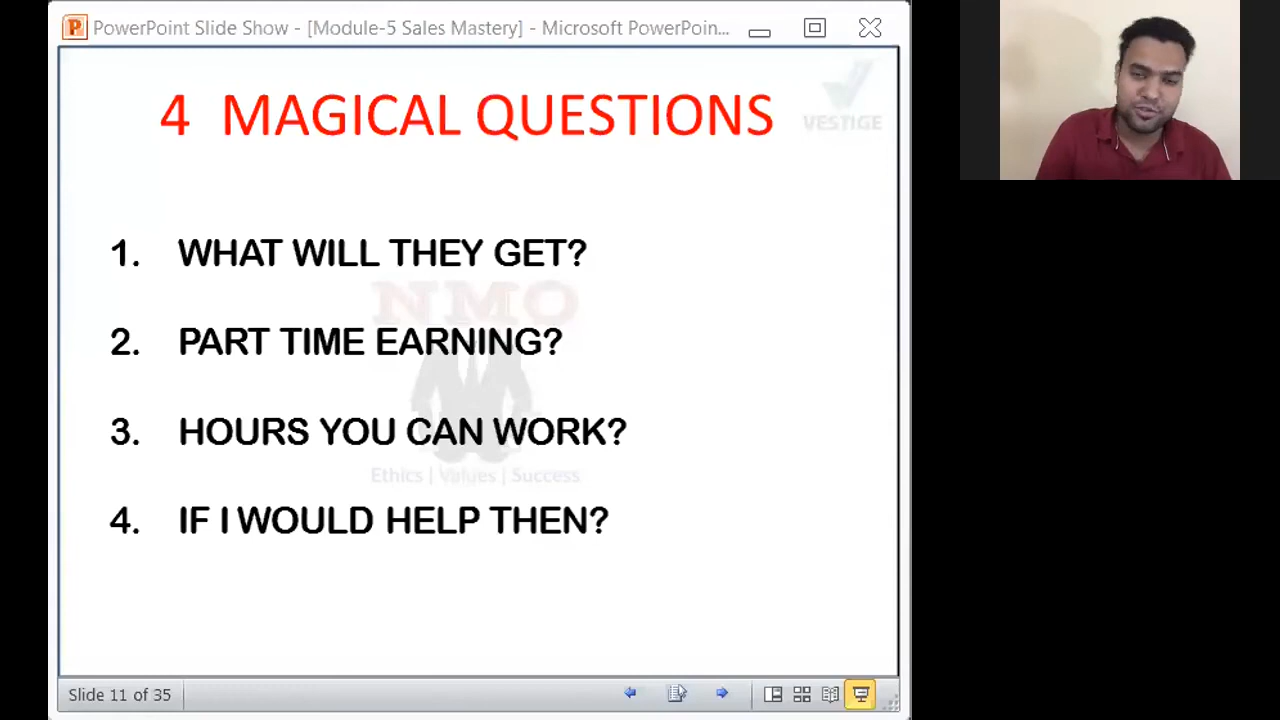 PowerPoint Slide Show - [Module-5 Sales Mastery] - Microsoft PowerPoin...
4 MAGICAL QUESTIONS
VESTIGE
1. WHAT WILL THEY GET?
NMO
2. PART TIME EARNING?
3. HOURS YOU CAN WORK?
Ethics | Values | Success
4. IF I WOULD HELP THEN?
Slide 11 of 35